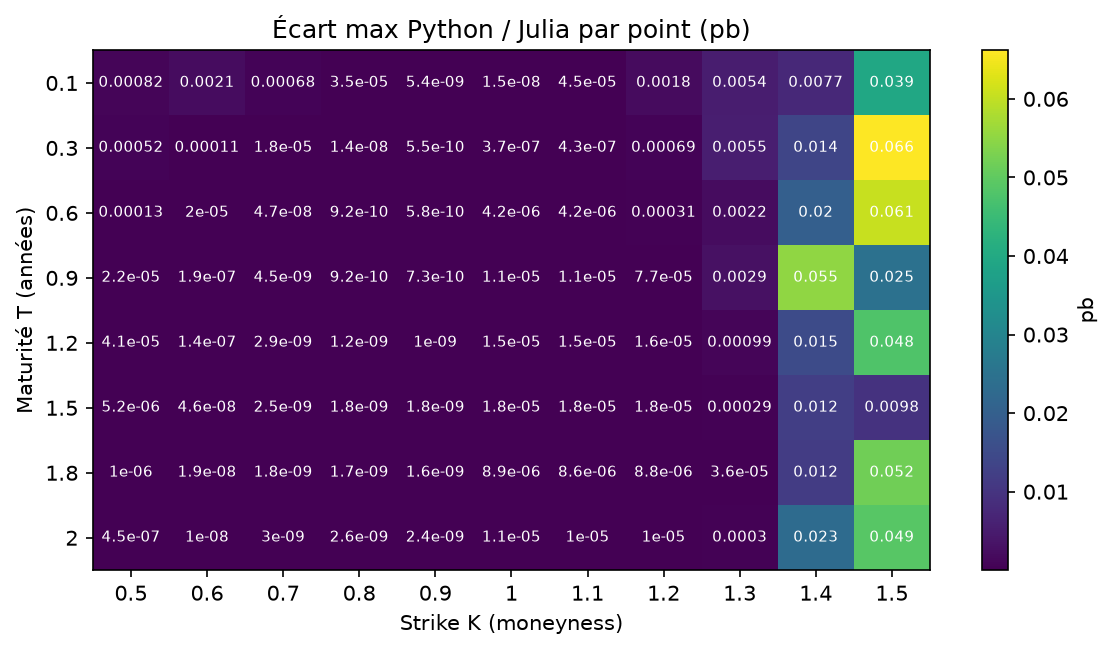 Écart max Python / Julia par point (pb)
0.1 0.00082 0.0021 0.00068 3.5e-05 5.4e-09 1.5e-08 4.5e-05 0.0018 0.0054 0.0077 0.039
0.3 0.00052 0.00011 1.8e-05 1.4e-08 5.5e-10 3.7e-07 4.3e-07 0.00069 0.0055 0.014 0.066
0.6 0.00013 2e-05 4.7e-08 9.2e-10 5.8e-10 4.2e-06 4.2e-06 0.00031 0.0022 0.02 0.061
0.9 2.2e-05 1.9e-07 4.5e-09 9.2e-10 7.3e-10 1.1e-05 1.1e-05 7.7e-05 0.0029 0.055 0.025
1.2 4.1e-05 1.4e-07 2.9e-09 1.2e-09 1e-09 1.5e-05 1.5e-05 1.6e-05 0.00099 0.015 0.048
1.5 5.2e-06 4.6e-08 2.5e-09 1.8e-09 1.8e-09 1.8e-05 1.8e-05 1.8e-05 0.00029 0.012 0.0098
1.8 1e-06 1.9e-08 1.8e-09 1.7e-09 1.6e-09 8.9e-06 8.6e-06 8.8e-06 3.6e-05 0.012 0.052
2 4.5e-07 1e-08 3e-09 2.6e-09 2.4e-09 1.1e-05 1e-05 1e-05 0.0003 0.023 0.049
0.5 0.6 0.7 0.8 0.9 1 1.1 1.2 1.3 1.4 1.5
Strike K (moneyness)
Maturité T (années)
0.06
0.05
0.04
0.03
0.02
0.01
pb